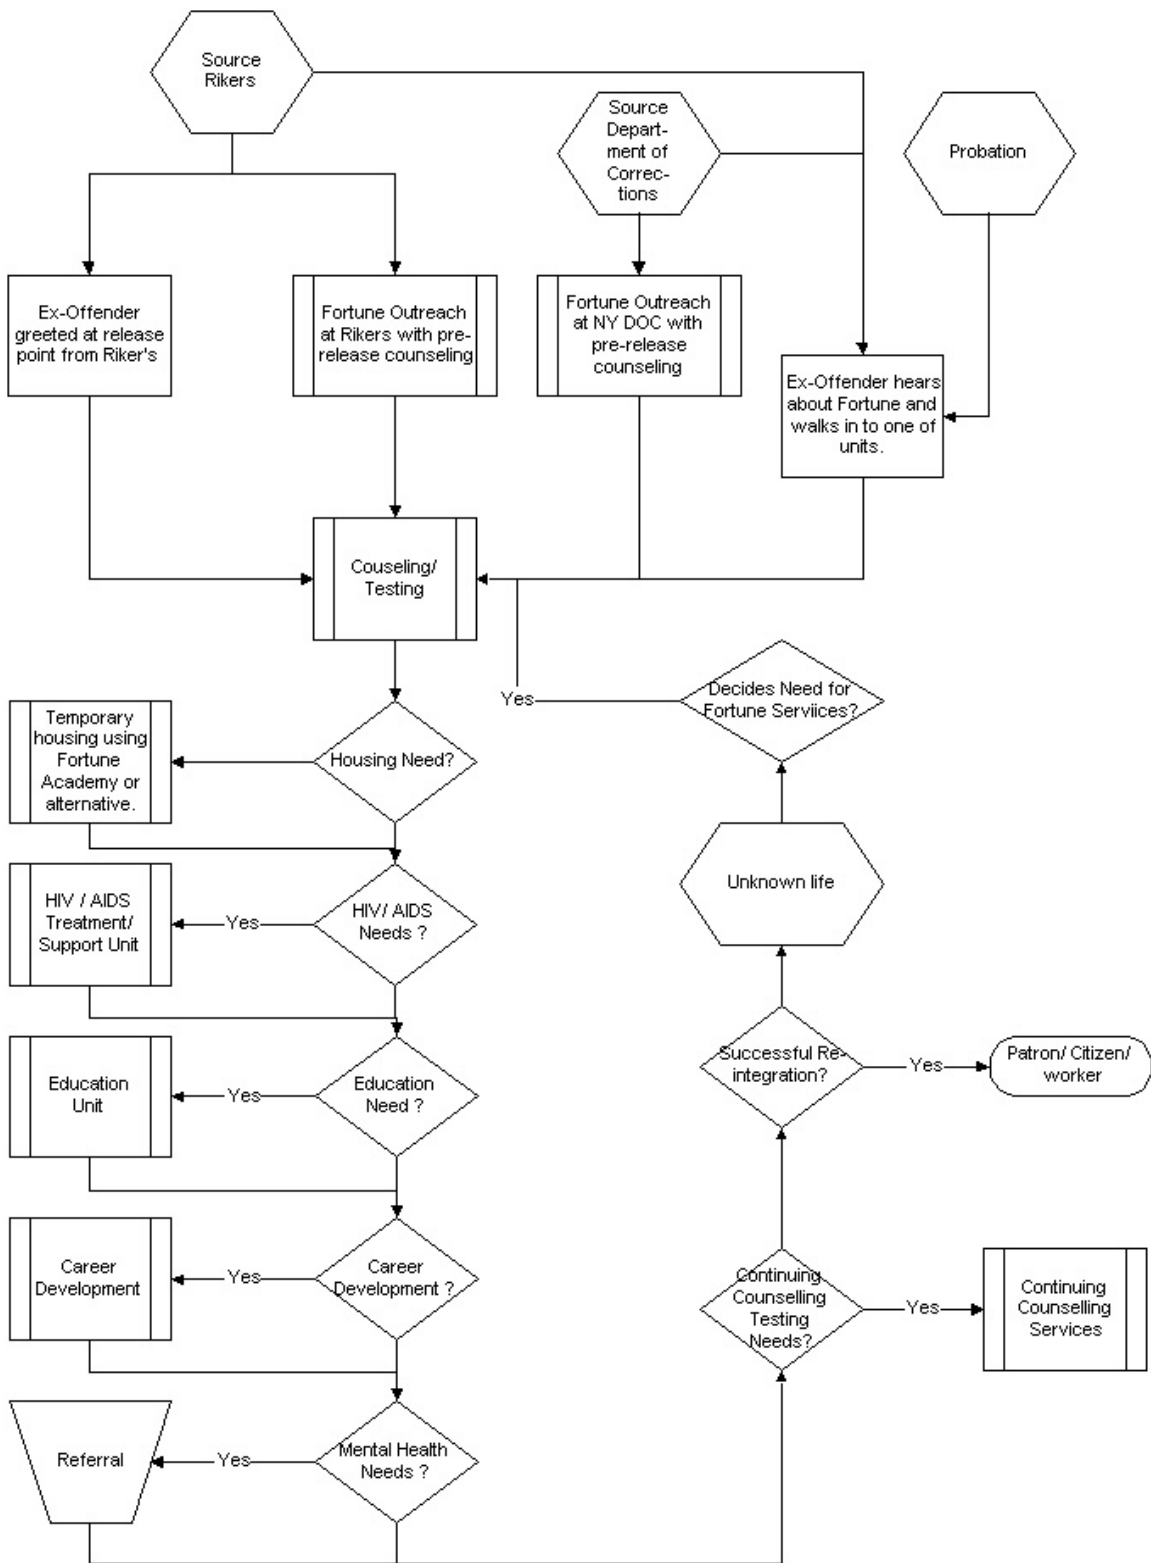 Source
Rikers
Source
Depart-
ment of
Correc-
tions
Probation
Ex-Offender
greeted at release
point from Riker's
Fortune Outreach
at Rikers with pre-
release counseling
Fortune Outreach
at NY DOC with
pre-release
counseling
Ex-Offender hears
about Fortune and
walks in to one of
units.
Couseling/
Testing
Decides Need for
Fortune Serviices?
Yes
Temporary
housing using
Fortune
Academy or
alternative.
Housing Need?
Unknown life
HIV / AIDS
Treatment/
Support Unit
Yes
HIV/ AIDS
Needs ?
Successful Re-
integration?
Yes
Patron/ Citizen/
worker
Education
Unit
Yes
Education
Need ?
Career
Development
Yes
Career
Development ?
Continuing
Counselling
Testing
Needs?
Yes
Continuing
Counselling
Services
Referral
Yes
Mental Health
Needs ?